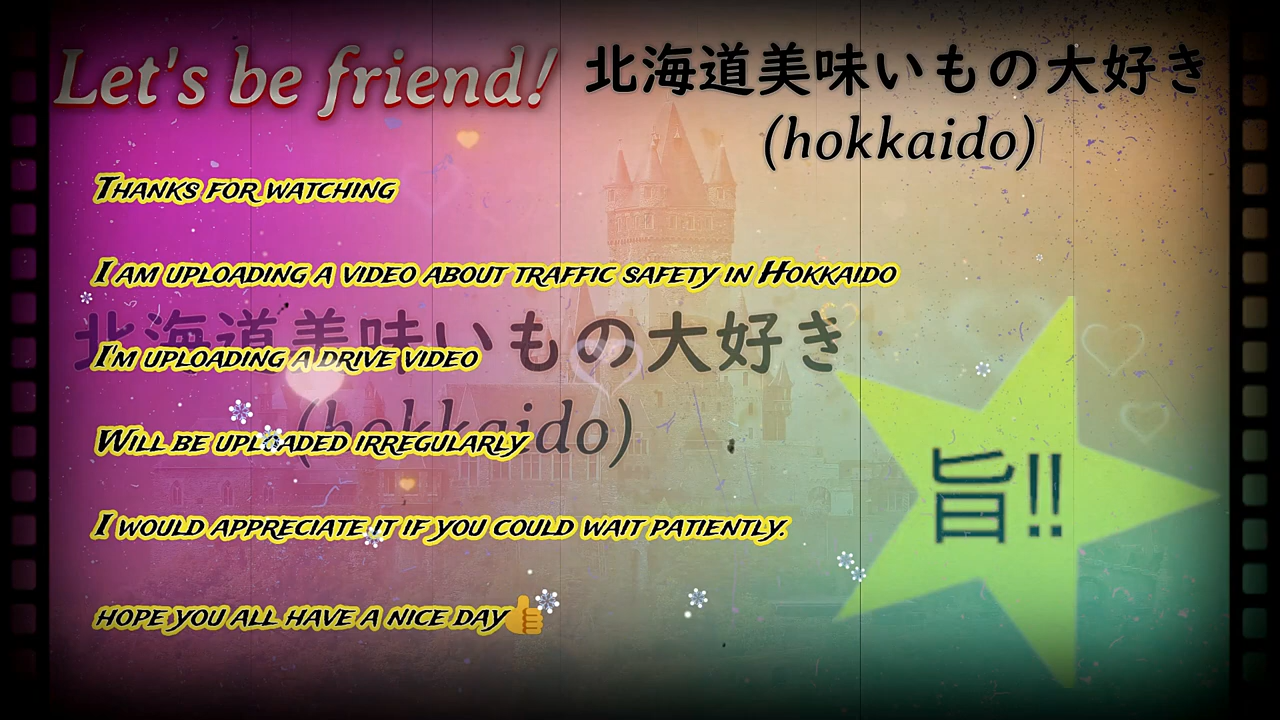 Let's be friend!
北海道美味いもの大好き
(hokkaido)
Thanks for watching
I am uploading a video about traffic safety in Hokkaido
北海道美味いもの大好き
I'm uploading a drive video
(hokkaido)
Will be uploaded irregularly
旨!!
I would appreciate it if you could wait patiently.
hope you all have a nice day👍